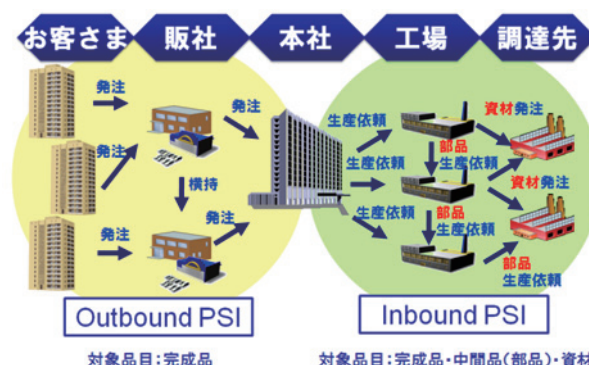 お客さま
販社
本社
工場
調達先
発注
発注
発注
横持
発注
発注
生産依頼
生産依頼
生産依頼
部品
生産依頼
部品
生産依頼
資材発注
資材発注
部品
生産依頼
Outbound PSI
Inbound PSI
対象品目:完成品
対象品目:完成品・中間品(部品)・資材